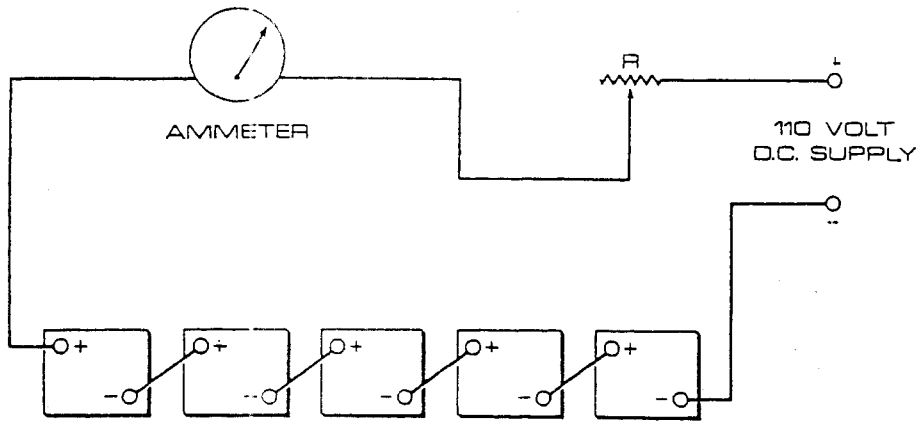 R
+
AMMETER
110 VOLT
D.C. SUPPLY
--
+ + + + +
- -- - - -